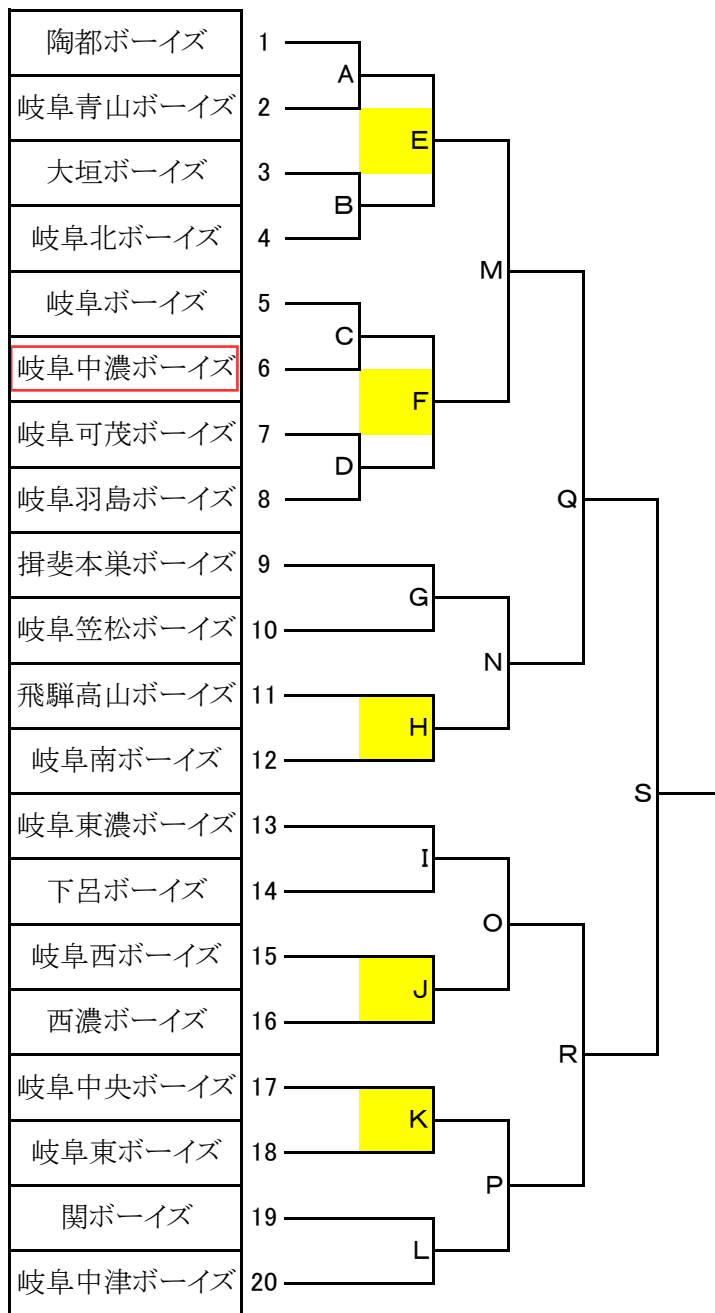 陶都ボーイズ 1
A
岐阜青山ボーイズ 2
E
大垣ボーイズ 3
B
岐阜北ボーイズ 4
M
岐阜ボーイズ 5
C
岐阜中濃ボーイズ 6
F
岐阜可茂ボーイズ 7
D
岐阜羽島ボーイズ 8
Q
揖斐本巣ボーイズ 9
G
岐阜笠松ボーイズ 10
N
飛騨高山ボーイズ 11
H
岐阜南ボーイズ 12
S
岐阜東濃ボーイズ 13
I
下呂ボーイズ 14
O
岐阜西ボーイズ 15
J
西濃ボーイズ 16
R
岐阜中央ボーイズ 17
K
岐阜東ボーイズ 18
P
関ボーイズ 19
L
岐阜中津ボーイズ 20